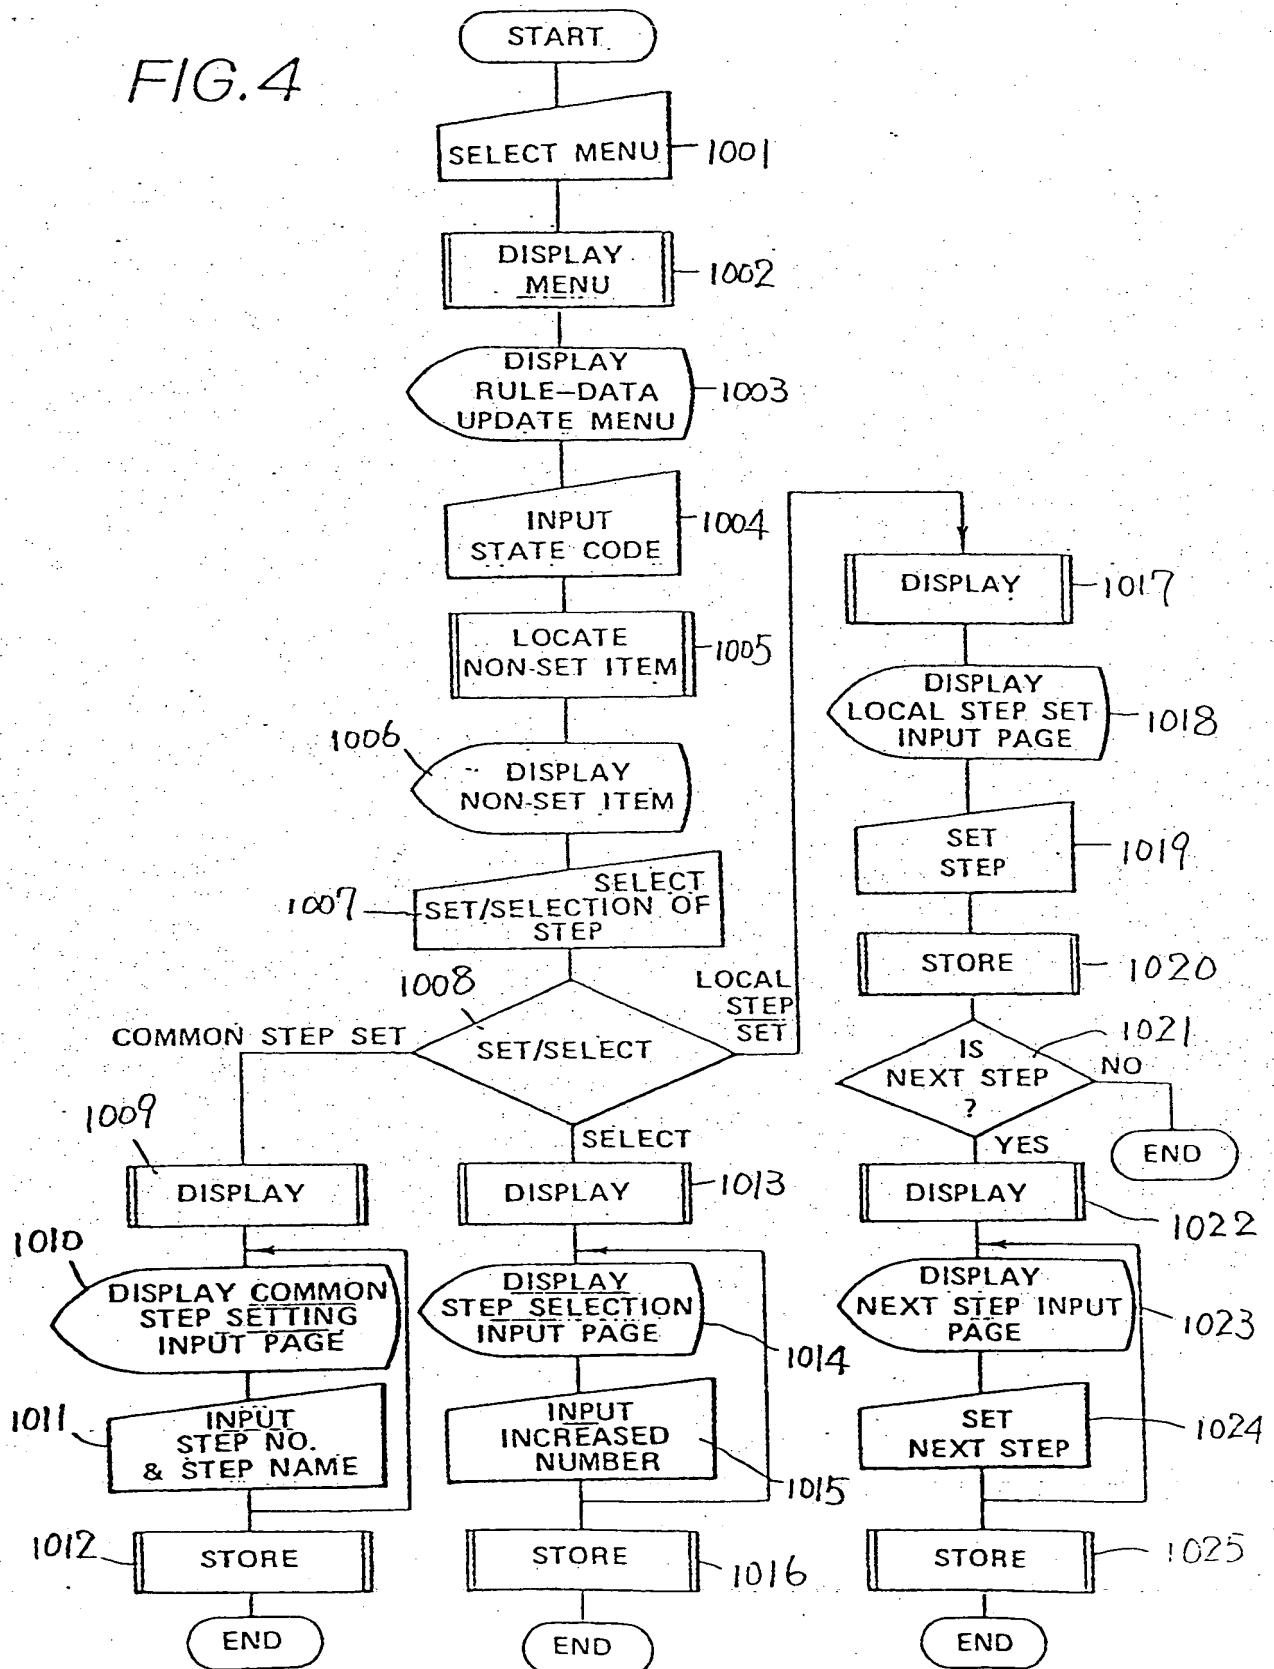 FIG.4
START
SELECT MENU
1001
DISPLAY
MENU
1002
DISPLAY
RULE-DATA
UPDATE MENU
1003
INPUT
STATE CODE
1004
LOCATE
NON-SET ITEM
1005
1006
DISPLAY
NON-SET ITEM
1007
SELECT
SET/SELECTION OF
STEP
1008
SET/SELECT
COMMON STEP SET
LOCAL
STEP
SET
SELECT
1009
DISPLAY
1010
DISPLAY COMMON
STEP SETTING
INPUT PAGE
1011
INPUT
STEP NO.
& STEP NAME
1012
STORE
END
DISPLAY
1013
DISPLAY
STEP SELECTION
INPUT PAGE
1014
INPUT
INCREASED
NUMBER
1015
STORE
1016
END
DISPLAY
1017
DISPLAY
LOCAL STEP SET
INPUT PAGE
1018
SET
STEP
1019
STORE
1020
IS
NEXT STEP
?
1021
NO
END
YES
DISPLAY
1022
DISPLAY
NEXT STEP INPUT
PAGE
1023
SET
NEXT STEP
1024
STORE
1025
END